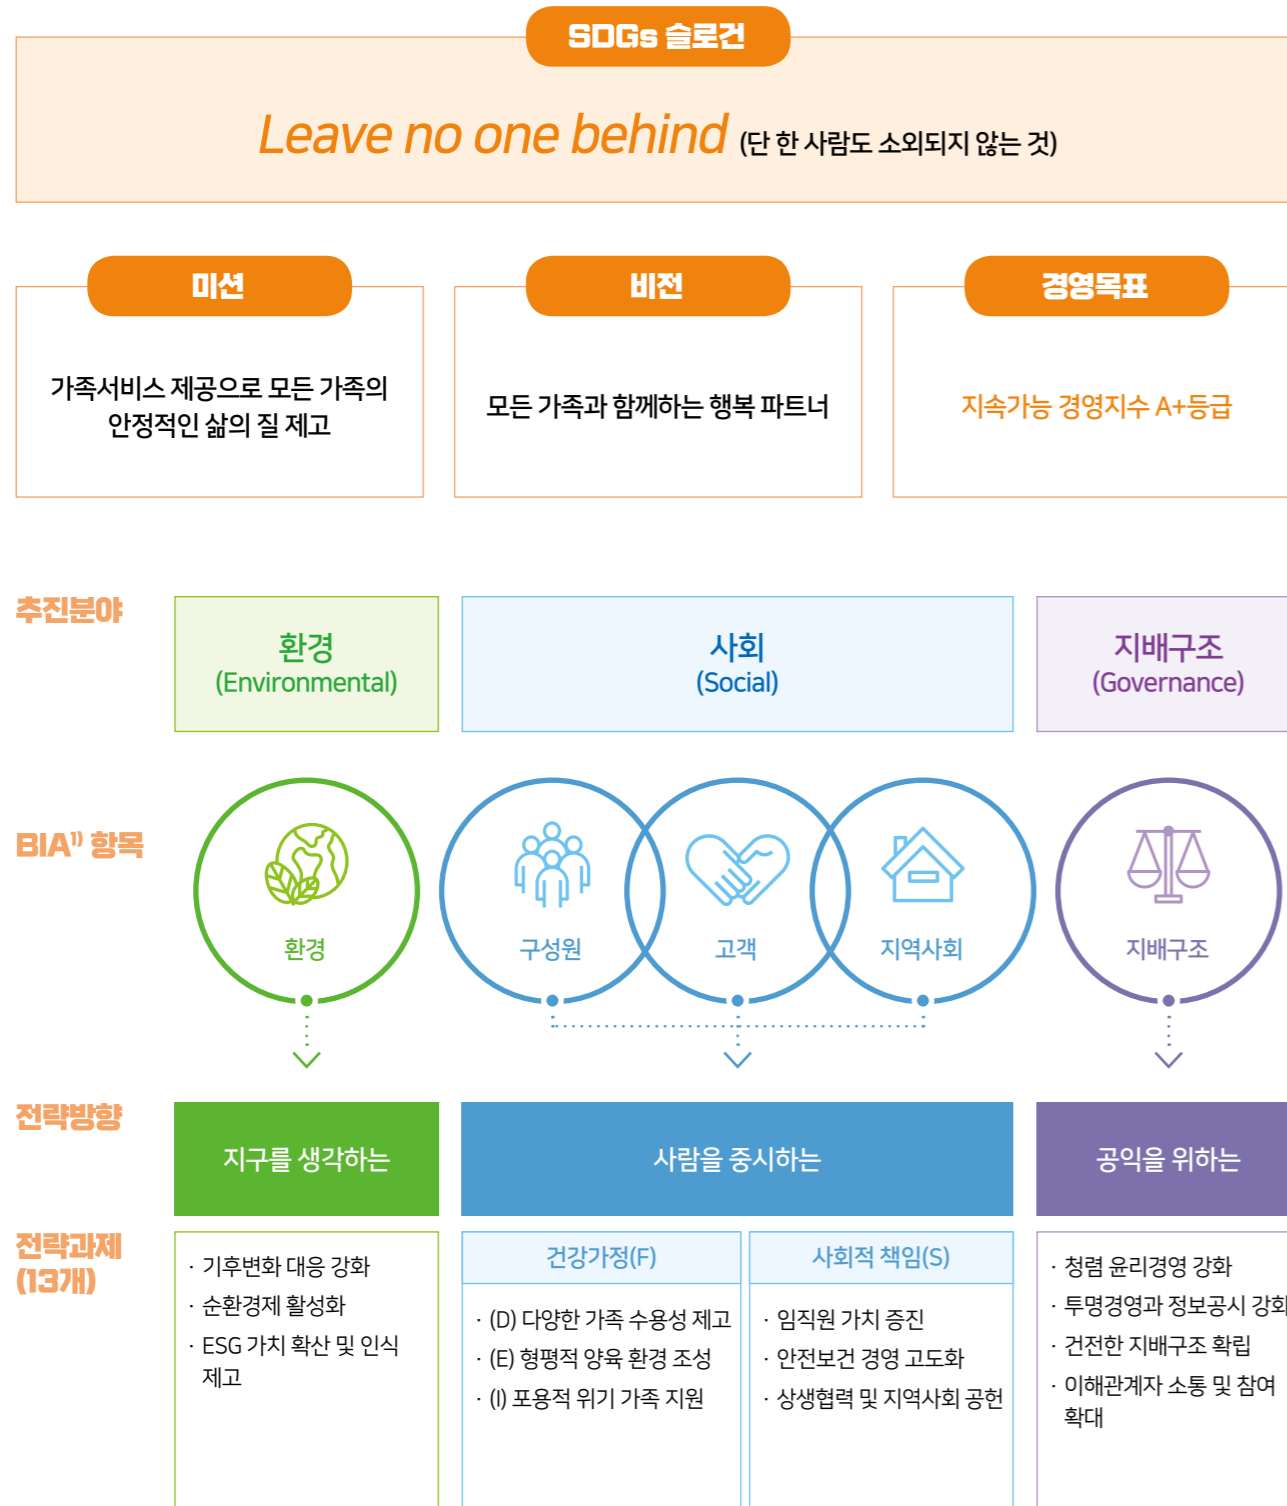 SDGs 슬로건
Leave no one behind (단 한 사람도 소외되지 않는 것)
미션
가족서비스 제공으로 모든 가족의
안정적인 삶의 질 제고
비전
모든 가족과 함께하는 행복 파트너
경영목표
지속가능 경영지수 A+등급
추진분야
환경
(Environmental)
사회
(Social)
지배구조
(Governance)
BIA¹⁾ 항목
환경
구성원
고객
지역사회
지배구조
전략방향
지구를 생각하는
사람을 중시하는
공익을 위하는
전략과제
(13개)
· 기후변화 대응 강화
· 순환경제 활성화
· ESG 가치 확산 및 인식
제고
건강가정(F)
· (D) 다양한 가족 수용성 제고
· (E) 형평적 양육 환경 조성
· (I) 포용적 위기 가족 지원
사회적 책임(S)
· 임직원 가치 증진
· 안전보건 경영 고도화
· 상생협력 및 지역사회 공헌
· 청렴 윤리경영 강화
· 투명경영과 정보공시 강화
· 건전한 지배구조 확립
· 이해관계자 소통 및 참여
확대